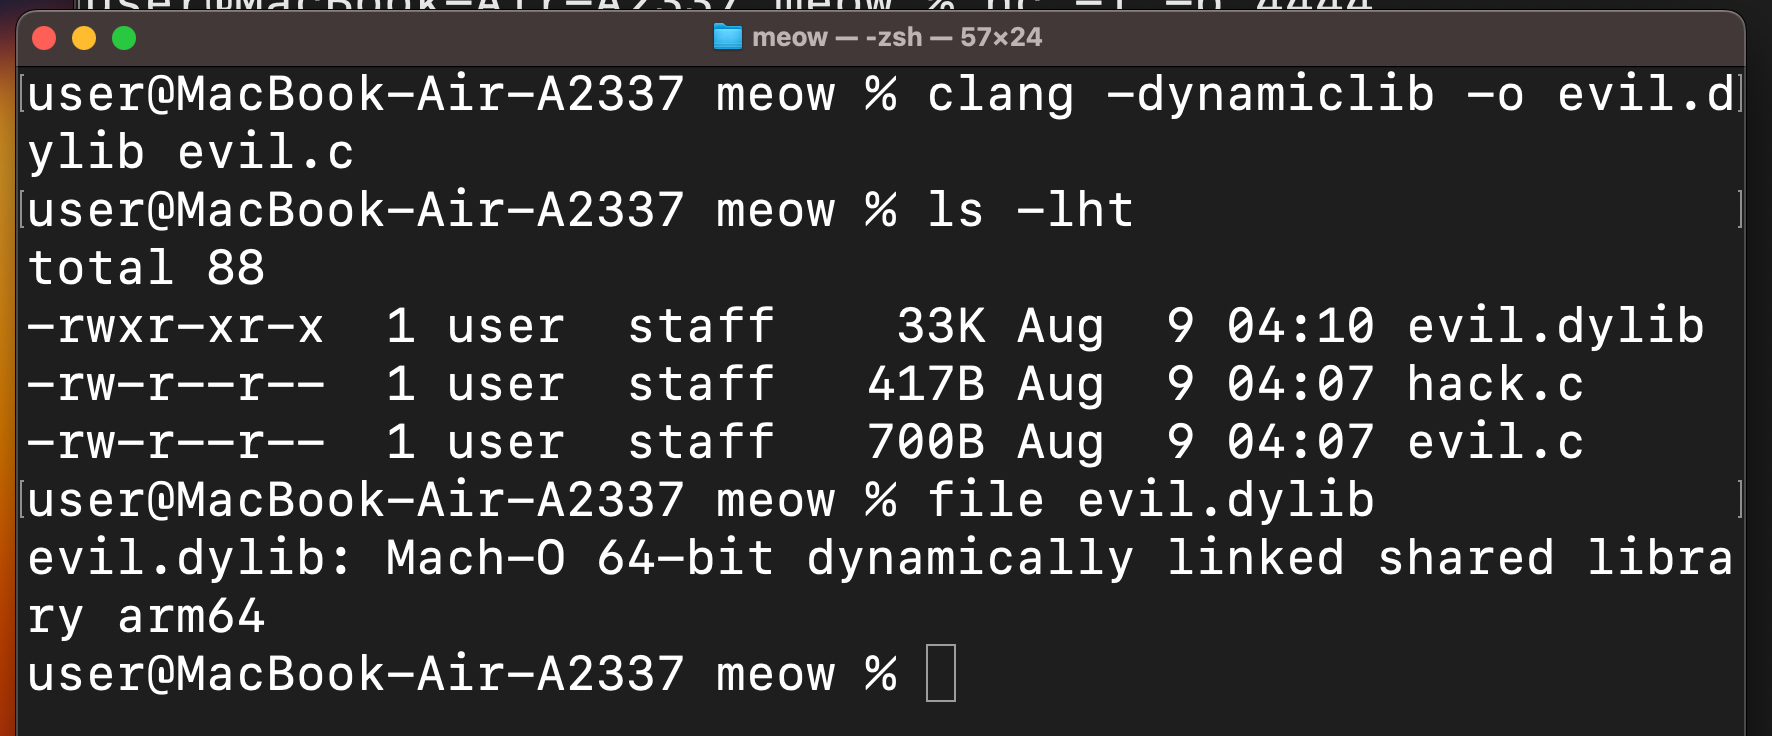 meow — -zsh — 57×24
user@MacBook-Air-A2337 meow % clang -dynamiclib -o evil.d
ylib evil.c
user@MacBook-Air-A2337 meow % ls -lht
total 88
-rwxr-xr-x  1 user  staff    33K Aug  9 04:10 evil.dylib
-rw-r--r--  1 user  staff   417B Aug  9 04:07 hack.c
-rw-r--r--  1 user  staff   700B Aug  9 04:07 evil.c
user@MacBook-Air-A2337 meow % file evil.dylib
evil.dylib: Mach-O 64-bit dynamically linked shared libra
ry arm64
user@MacBook-Air-A2337 meow %